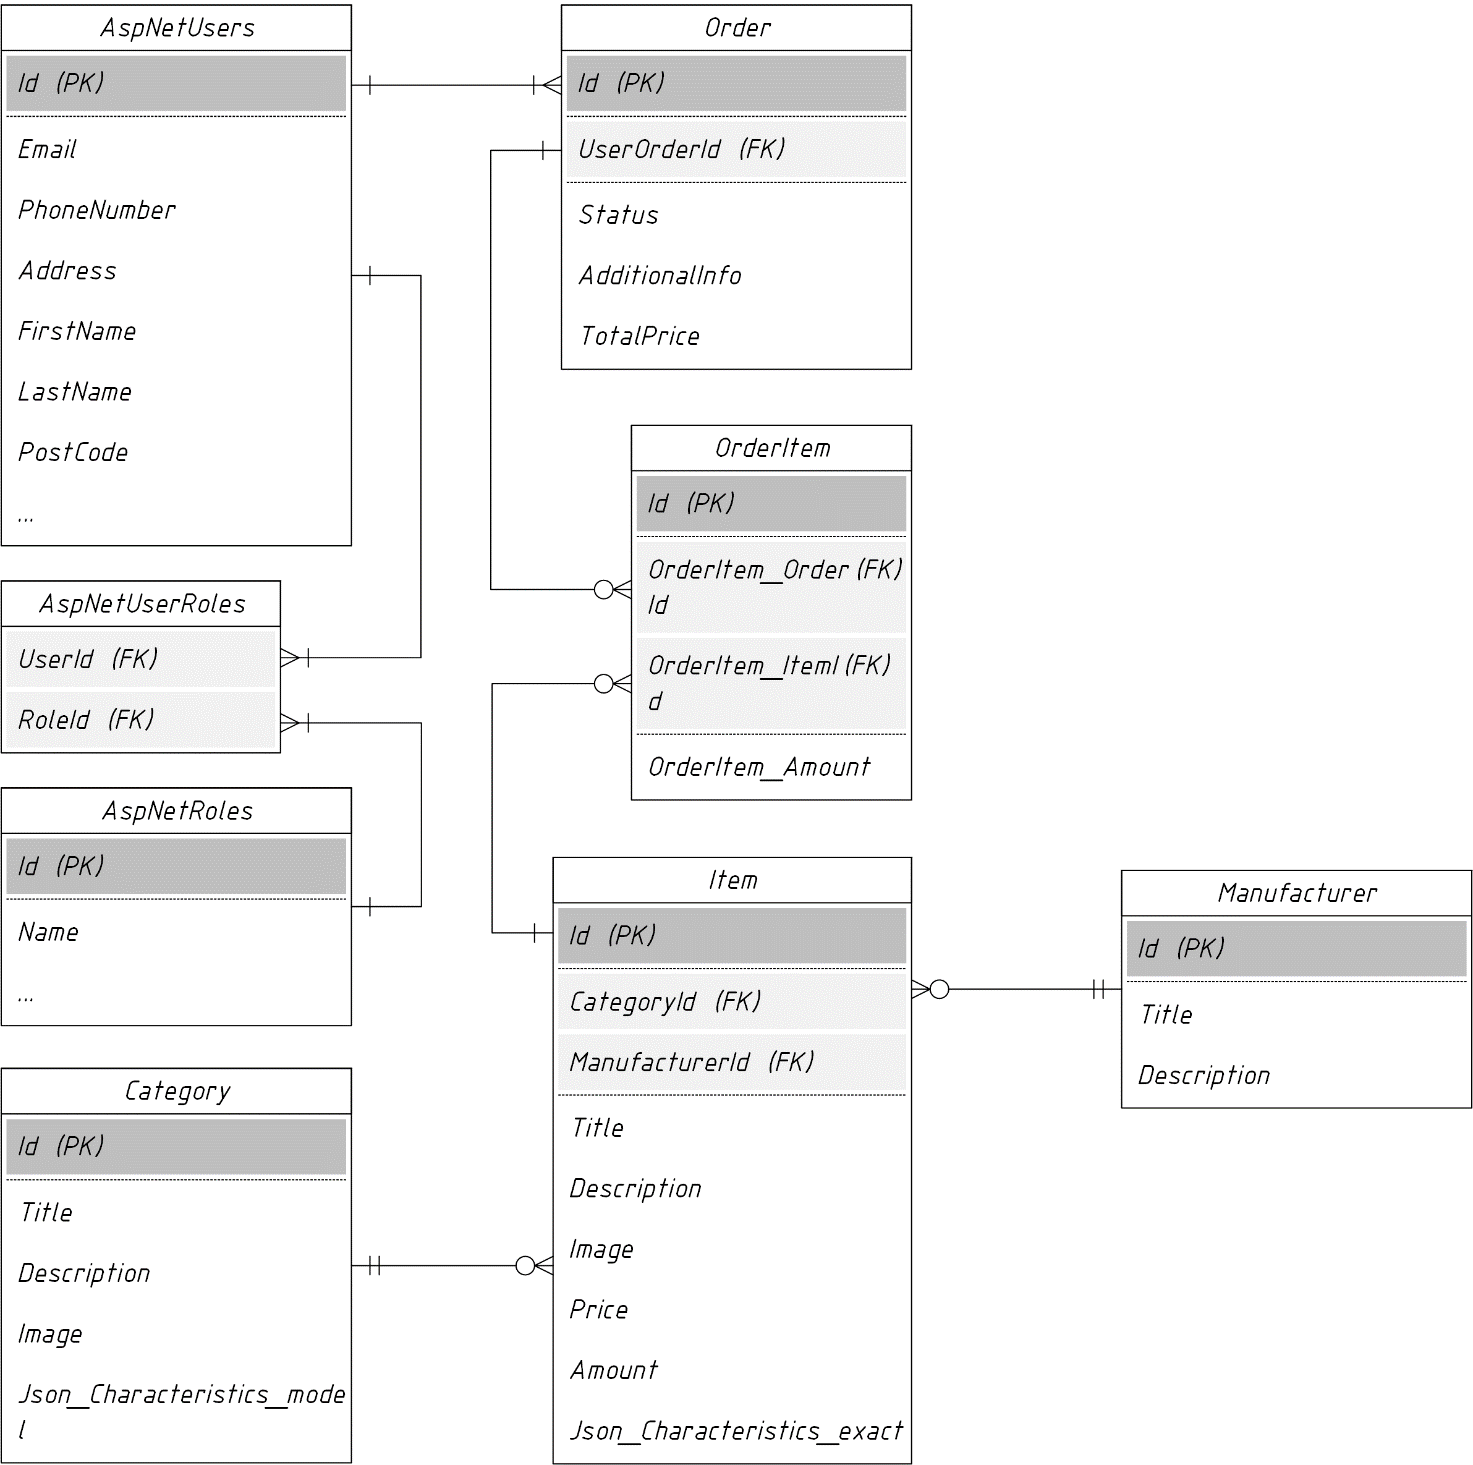 AspNetUsers
Id (PK)
Email
PhoneNumber
Address
FirstName
LastName
PostCode
...
Order
Id (PK)
UserOrderId (FK)
Status
AdditionalInfo
TotalPrice
OrderItem
Id (PK)
OrderItem_Order (FK)
Id
OrderItem_ItemI (FK)
d
OrderItem_Amount
AspNetUserRoles
UserId (FK)
RoleId (FK)
AspNetRoles
Id (PK)
Name
...
Item
Id (PK)
CategoryId (FK)
ManufacturerId (FK)
Title
Description
Image
Price
Amount
Json_Characteristics_exact
Manufacturer
Id (PK)
Title
Description
Category
Id (PK)
Title
Description
Image
Json_Characteristics_mode
l